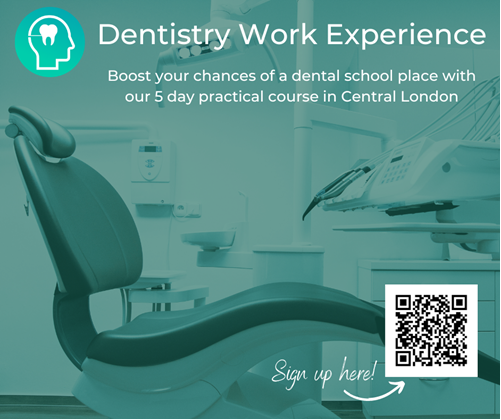 Dentistry Work Experience
Boost your chances of a dental school place with
our 5 day practical course in Central London
Sign up here!